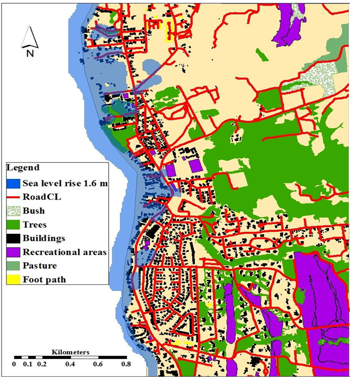 N
Legend
Sea level rise 1.6 m
RoadCL
Bush
Trees
Buildings
Recreational areas
Pasture
Foot path
Kilometers
0 0.1 0.2 0.4 0.6 0.8